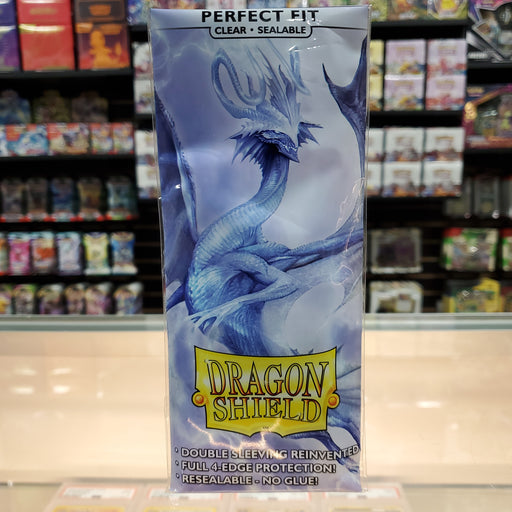 PERFECT FIT
CLEAR • SEALABLE
DRAGON
SHIELD
• DOUBLE SLEEVING REINVENTED
• FULL 4-EDGE PROTECTION!
• RESEALABLE - NO GLUE!